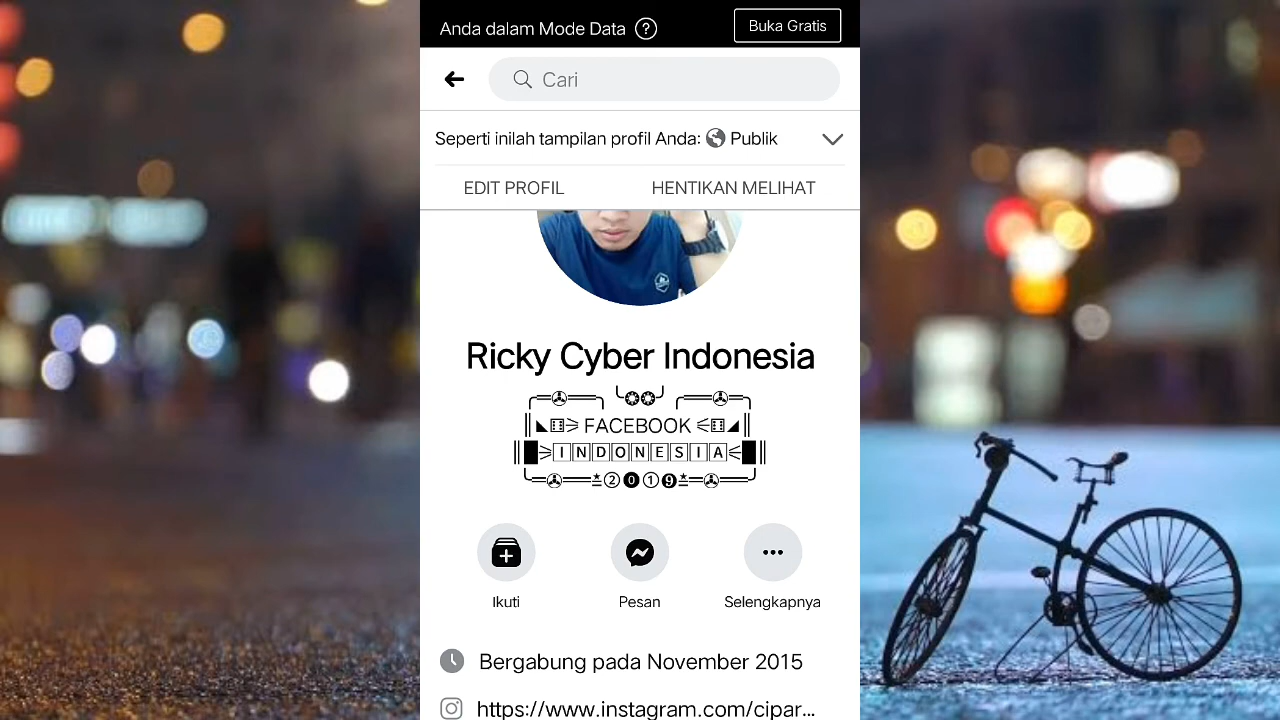 Anda dalam Mode Data ?
Buka Gratis
Cari
Seperti inilah tampilan profil Anda: Publik
EDIT PROFIL
HENTIKAN MELIHAT
Ricky Cyber Indonesia
╭─✇══╮ ╰❂❂╯ ╭══✇─╮
║◣⚅⋟ FACEBOOK ⋞⚅◢║
║█⋟🄸🄽🄳🄾🄽🄴🅂🄸🄰⋞█║
╰─✇═══≛②⓿①❾≛═✇══╯
Ikuti
Pesan
Selengkapnya
Bergabung pada November 2015
https://www.instagram.com/cipar...